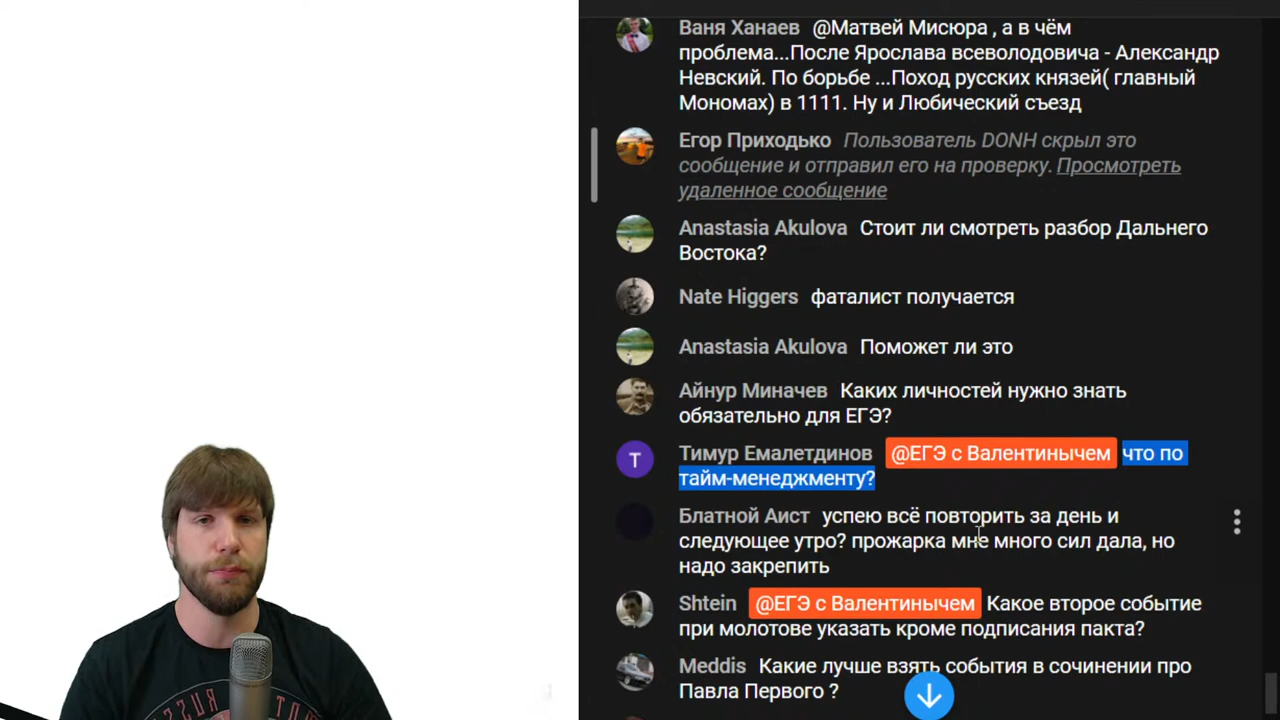 Ваня Ханаев @Матвей Мисюра , а в чём
проблема...После Ярослава всеволодовича - Александр
Невский. По борьбе ...Поход русских князей( главный
Мономах) в 1111. Ну и Любический съезд
Егор Приходько Пользователь DONH скрыл это
сообщение и отправил его на проверку. Просмотреть
удаленное сообщение
Anastasia Akulova Стоит ли смотреть разбор Дальнего
Востока?
Nate Higgers фаталист получается
Anastasia Akulova Поможет ли это
Айнур Миначев Каких личностей нужно знать
обязательно для ЕГЭ?
Т Тимур Емалетдинов @ЕГЭ с Валентинычем что по
тайм-менеджменту?
Блатной Аист успею всё повторить за день и
следующее утро? прожарка мне много сил дала, но
надо закрепить
Shtein @ЕГЭ с Валентинычем Какое второе событие
при молотове указать кроме подписания пакта?
Meddis Какие лучше взять события в сочинении про
Павла Первого ?